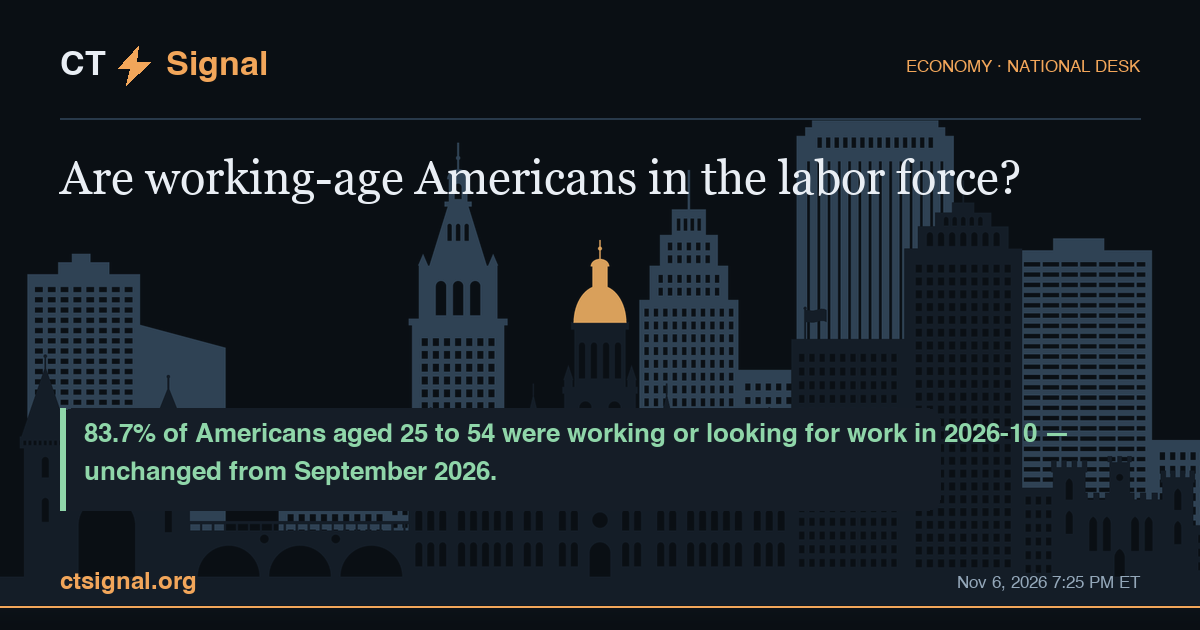 CT Signal
ECONOMY · NATIONAL DESK
Are working-age Americans in the labor force?
83.7% of Americans aged 25 to 54 were working or looking for work in 2026-10 —
unchanged from September 2026.
ctsignal.org
Nov 6, 2026 7:25 PM ET